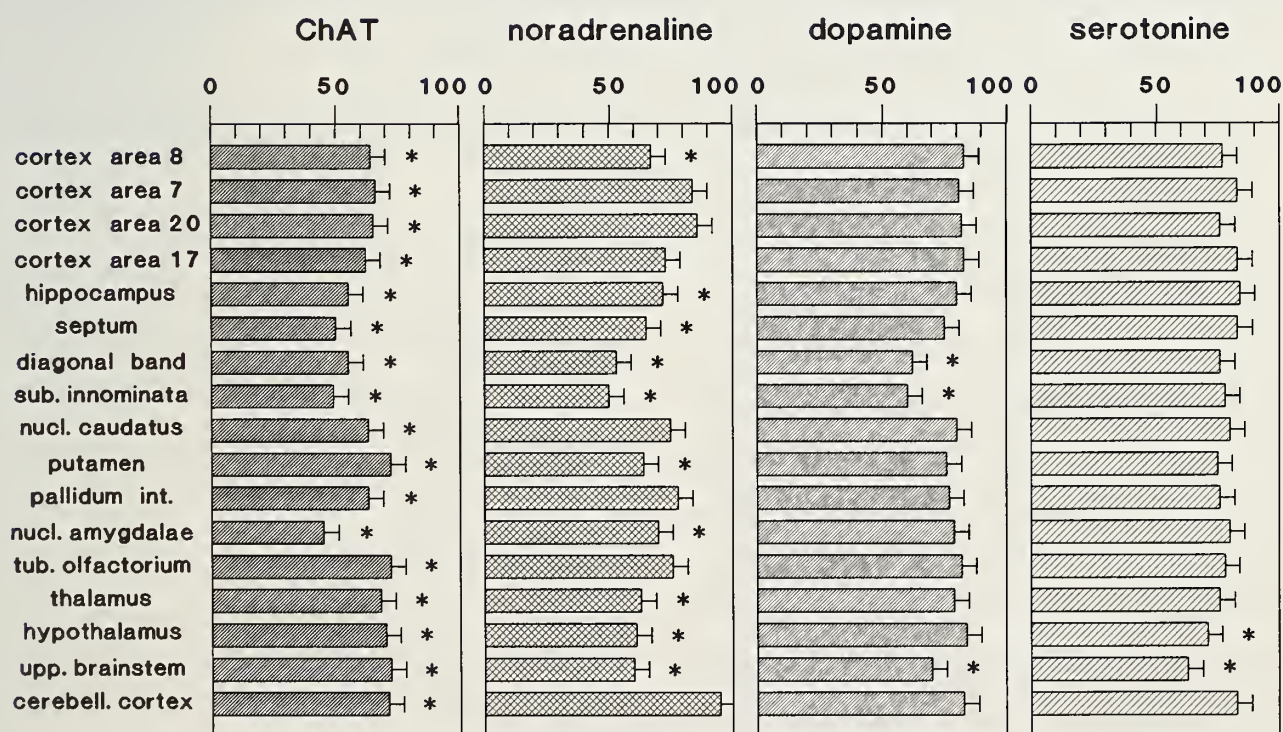 ChAT noradrenaline dopamine serotonine
0 50 100 0 50 100 0 50 100 0 50 100
cortex area 8 * *
cortex area 7 *
cortex area 20 *
cortex area 17 *
hippocampus * *
septum * *
diagonal band * * *
sub. innominata * * *
nucl. caudatus *
putamen * *
pallidum int. *
nucl. amygdalae * *
tub. olfactorium *
thalamus * *
hypothalamus * * *
upp. brainstem * * * *
cerebell. cortex *